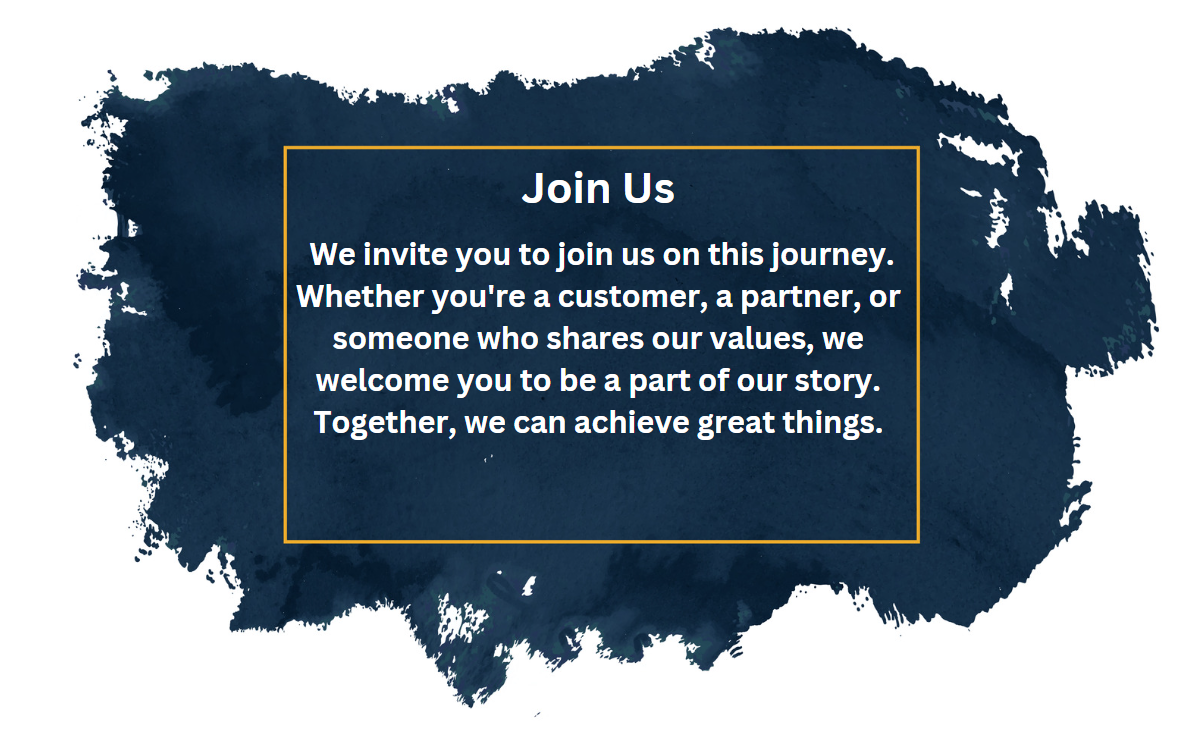 Join Us
We invite you to join us on this journey.
Whether you're a customer, a partner, or
someone who shares our values, we
welcome you to be a part of our story.
Together, we can achieve great things.